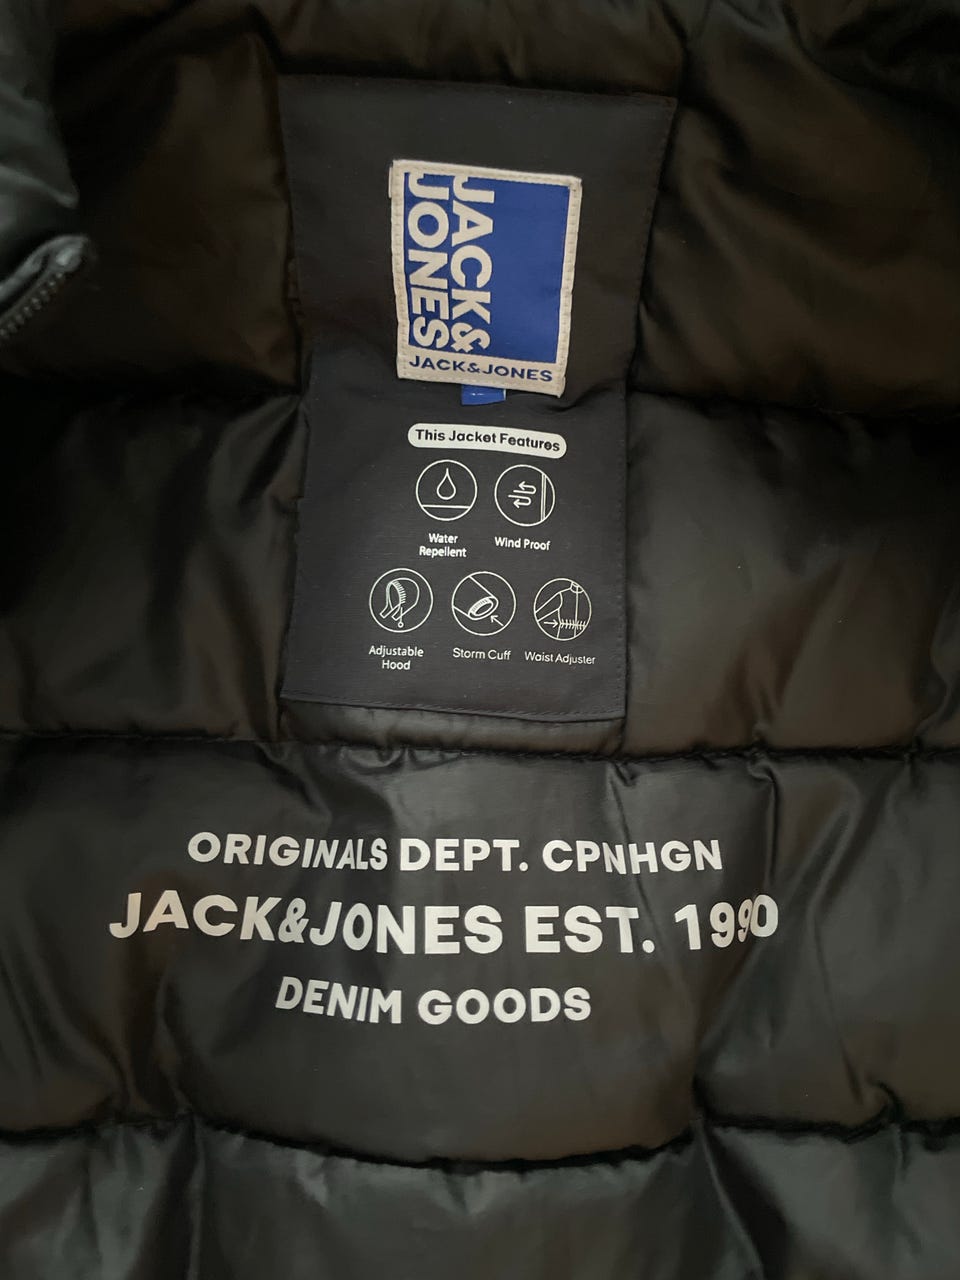 JACK&
JONES
JACK&JONES
This Jacket Features
Water
Repellent
Wind Proof
Adjustable
Hood
Storm Cuff
Waist Adjuster
ORIGINALS DEPT. CPNHGN
JACK&JONES EST. 1990
DENIM GOODS